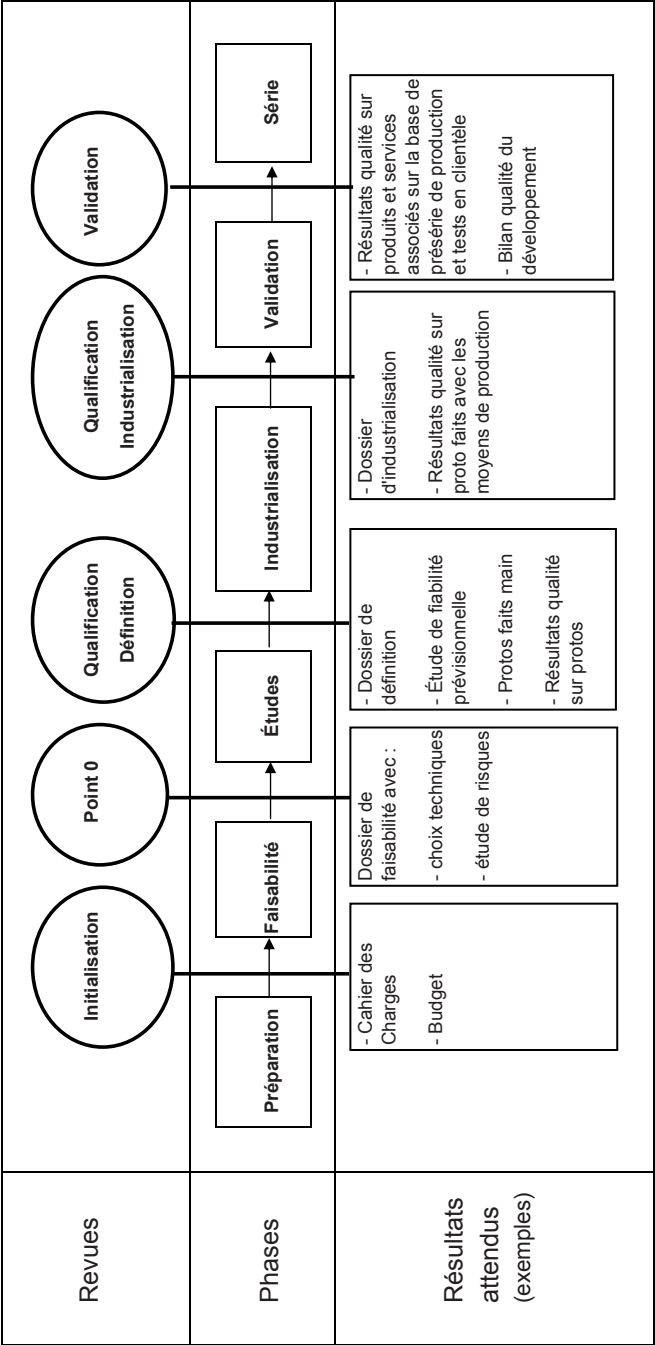 Revues
Initialisation
Point 0
Qualification
Définition
Qualification
Industrialisation
Validation
Phases
Préparation
Faisabilité
Études
Industrialisation
Validation
Série
Résultats
attendus
(exemples)
- Cahier des
Charges
- Budget
Dossier de
faisabilité avec :
- choix techniques
- étude de risques
- Dossier de
définition
- Étude de fiabilité
prévisionnelle
- Protos faits main
- Résultats qualité
sur protos
- Dossier
d'industrialisation
- Résultats qualité sur
proto faits avec les
moyens de production
- Résultats qualité sur
produits et services
associés sur la base de
présérie de production
et tests en clientèle
- Bilan qualité du
développement